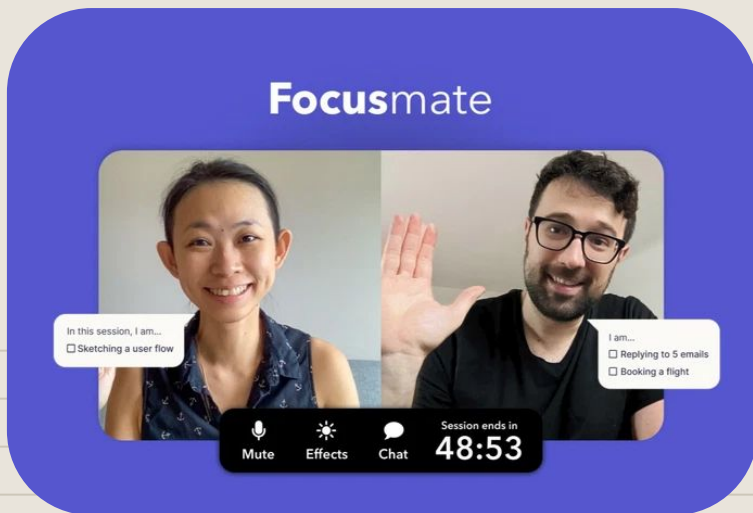 Focusmate
In this session, I am...
Sketching a user flow
I am...
Replying to 5 emails
Booking a flight
Mute
Effects
Chat
Session ends in
48:53